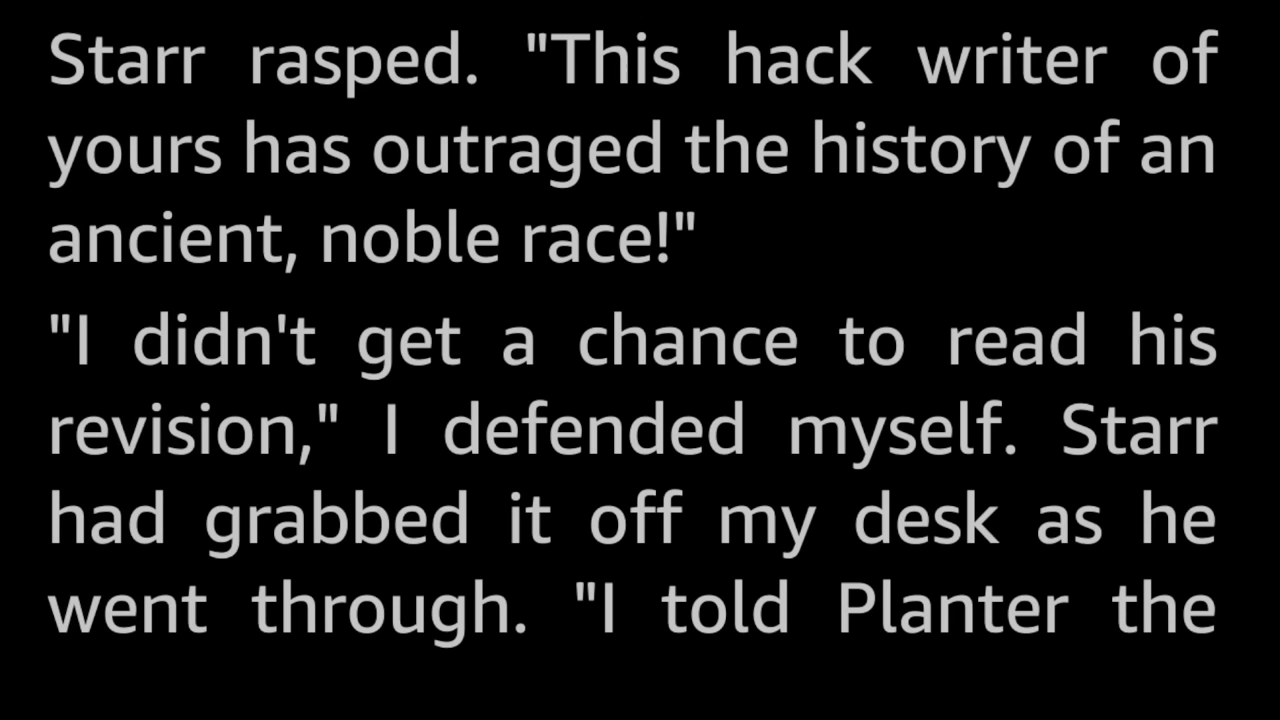 Starr rasped. "This hack writer of
yours has outraged the history of an
ancient, noble race!"
"I didn't get a chance to read his
revision," I defended myself. Starr
had grabbed it off my desk as he
went through. "I told Planter the